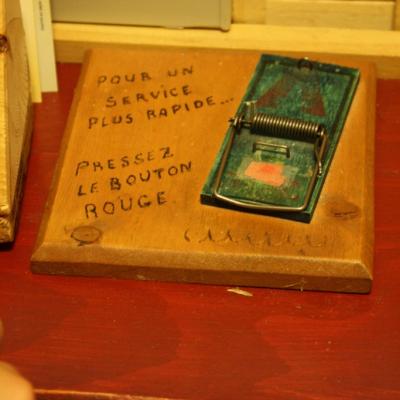 POUR UN
SERVICE
PLUS RAPIDE...
PRESSEZ
LE BOUTON
ROUGE